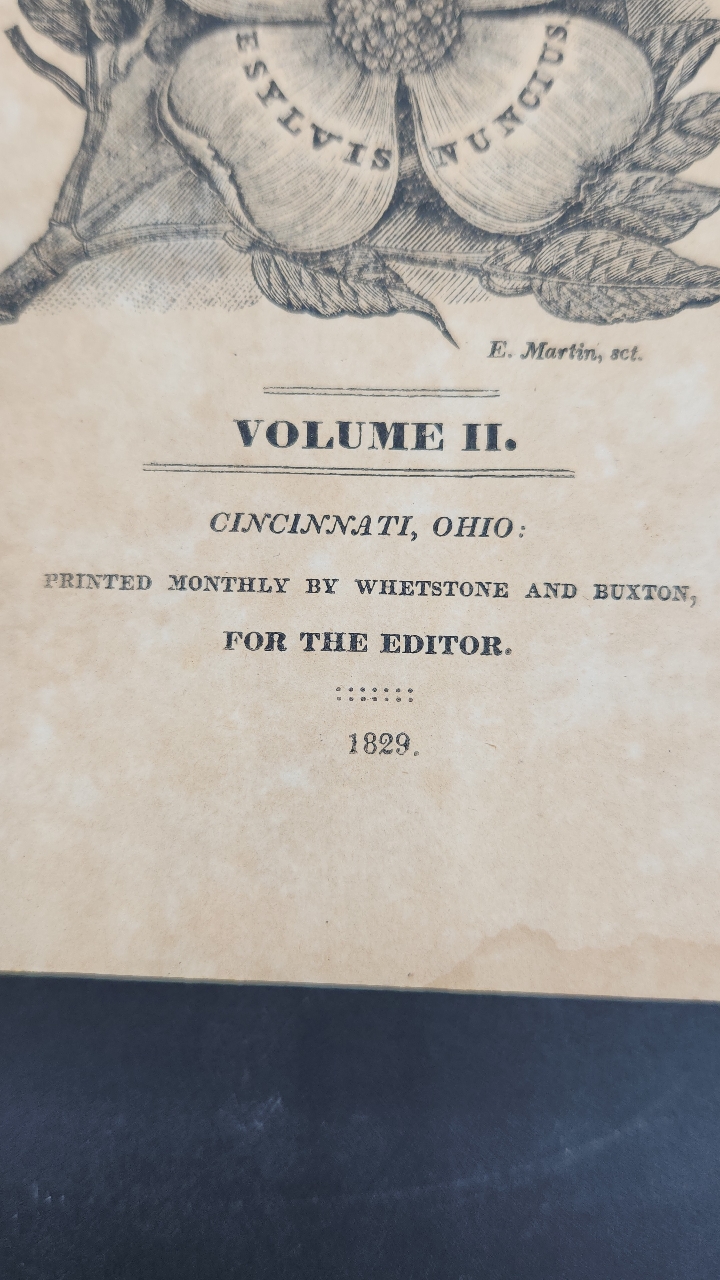 E SYLVIS NUNCIUS.
E. Martin, sct.
VOLUME II.
CINCINNATI, OHIO:
PRINTED MONTHLY BY WHETSTONE AND BUXTON,
FOR THE EDITOR.
1829.